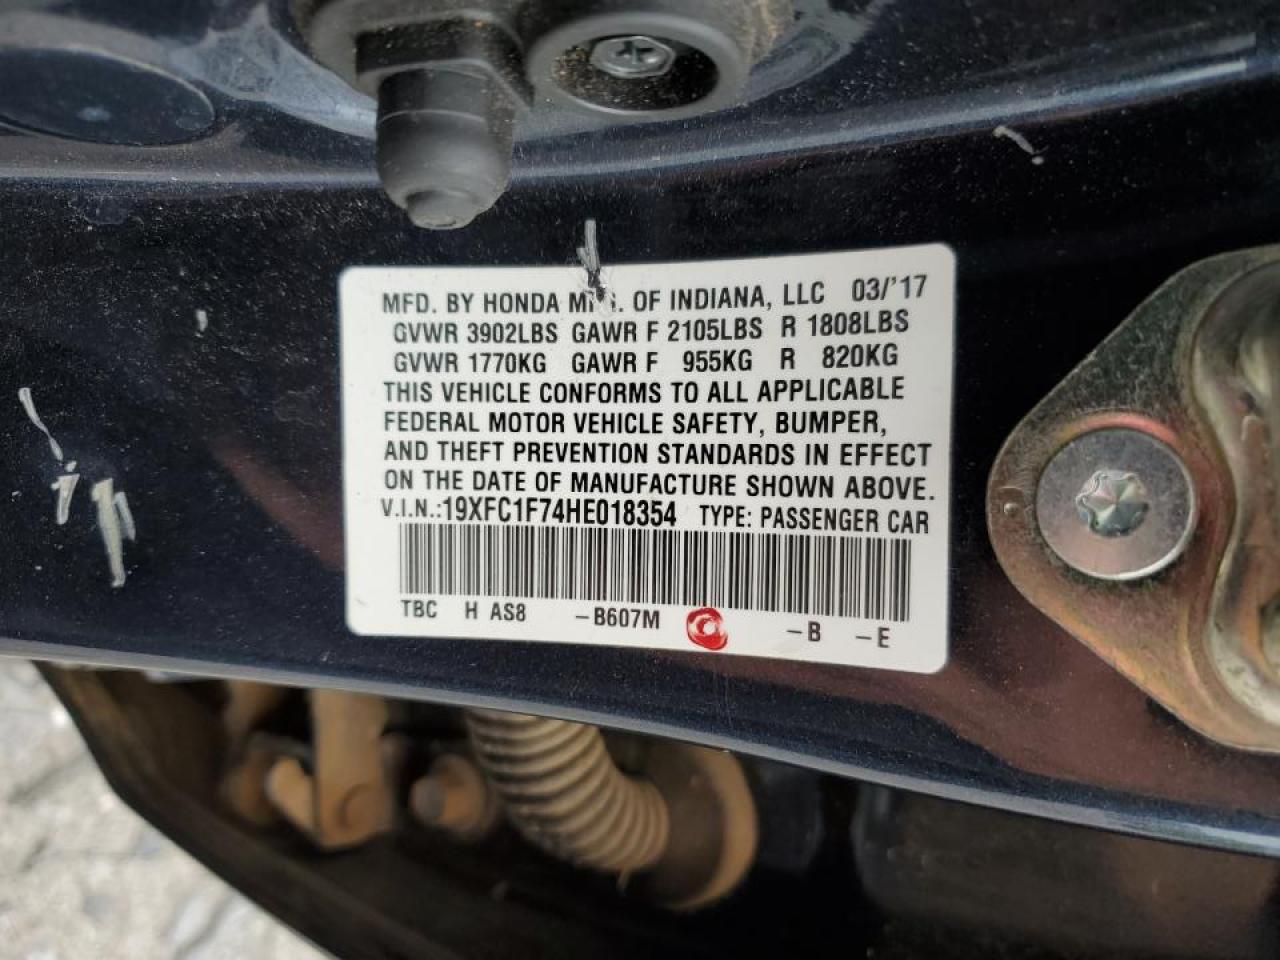 MFD. BY HONDA OF INDIANA, LLC 03/'17
GVWR 3902LBS GAWR F 2105LBS R 1808LBS
GVWR 1770KG GAWR F 955KG R 820KG
THIS VEHICLE CONFORMS TO ALL APPLICABLE
FEDERAL MOTOR VEHICLE SAFETY, BUMPER,
AND THEFT PREVENTION STANDARDS IN EFFECT
ON THE DATE OF MANUFACTURE SHOWN ABOVE.
V.I.N.:19XFC1F74HE018354 TYPE: PASSENGER CAR
TBC H AS8 -B607M -B -E